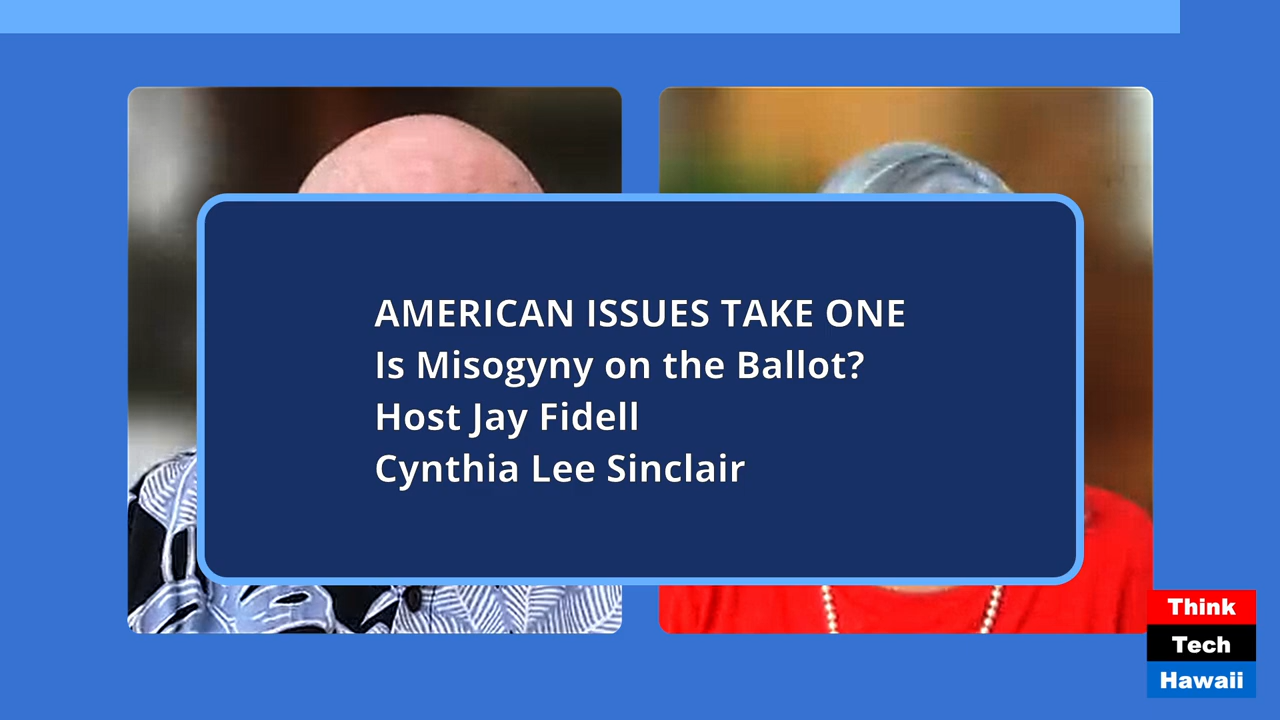 AMERICAN ISSUES TAKE ONE
Is Misogyny on the Ballot?
Host Jay Fidell
Cynthia Lee Sinclair
Think
Tech
Hawaii